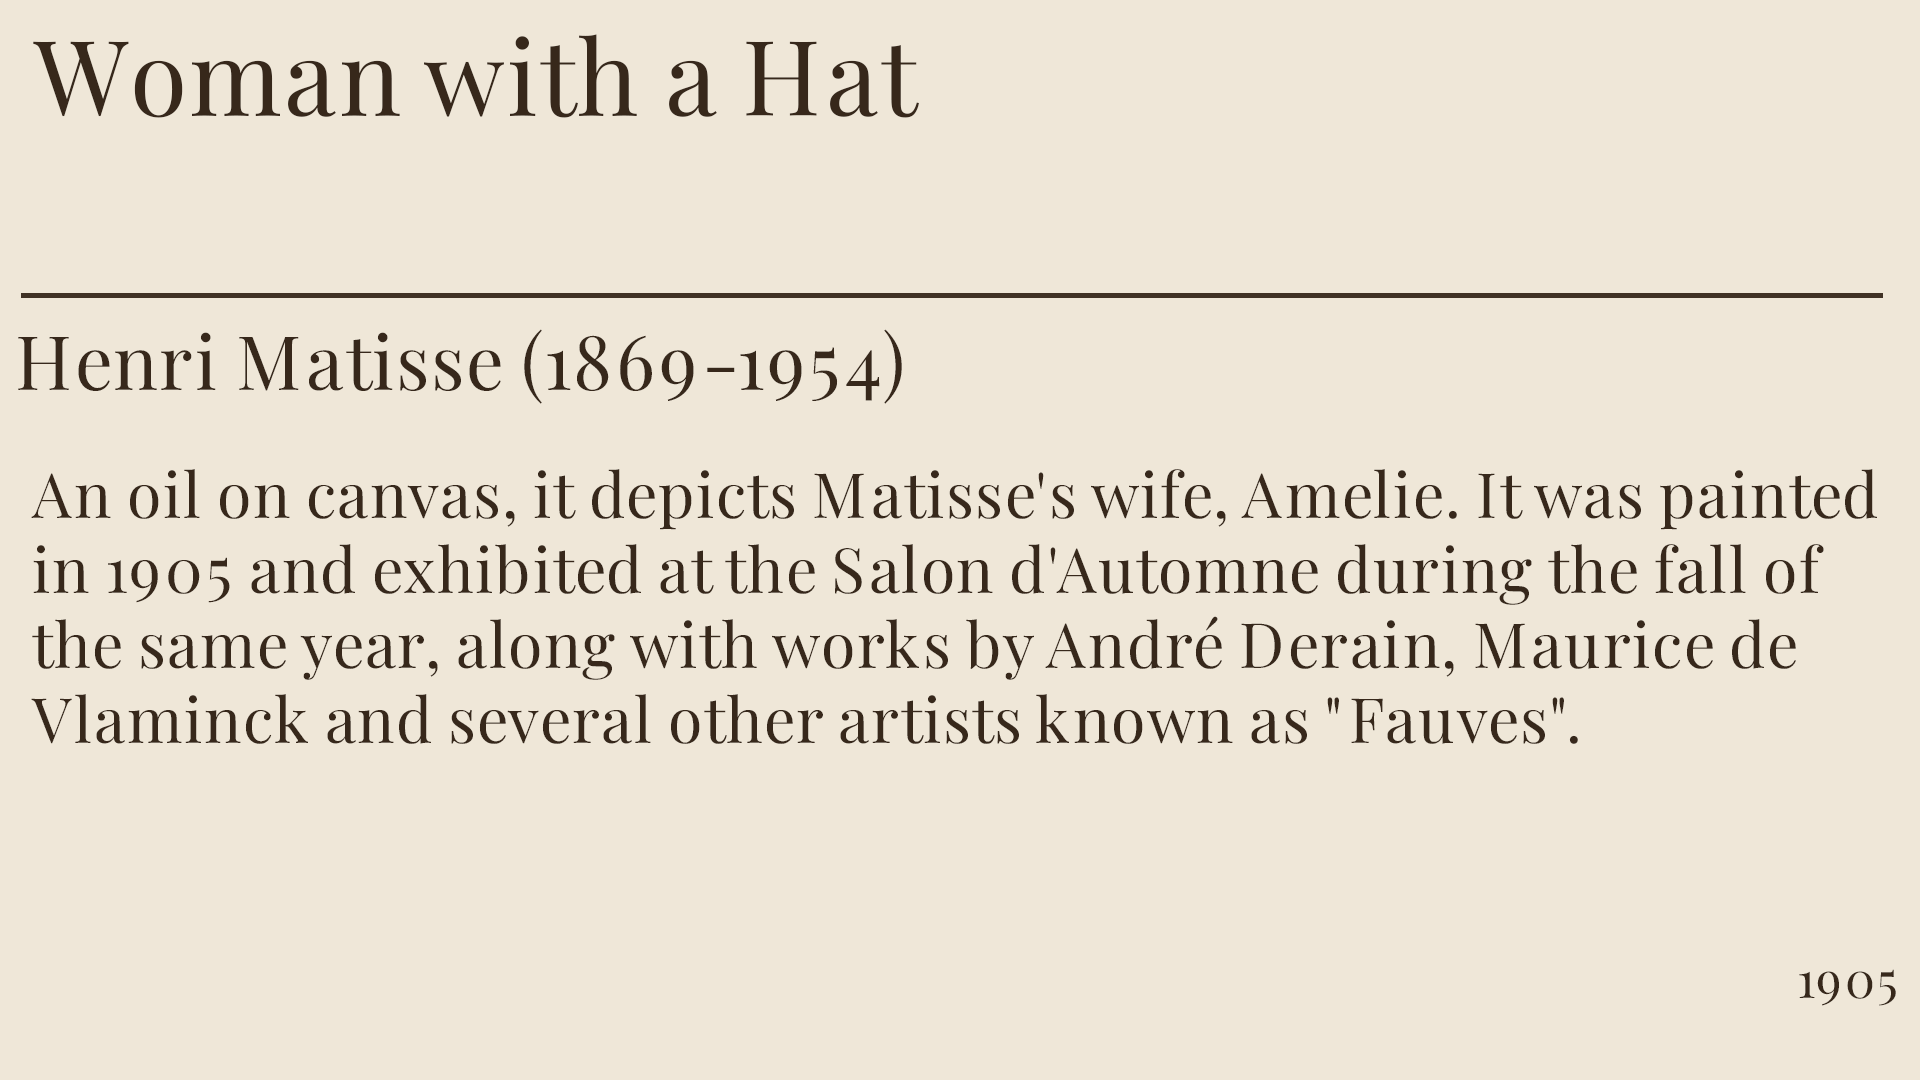 Woman with a Hat
Henri Matisse (1869-1954)
An oil on canvas, it depicts Matisse's wife, Amelie. It was painted
in 1905 and exhibited at the Salon d'Automne during the fall of
the same year, along with works by André Derain, Maurice de
Vlaminck and several other artists known as "Fauves".
1905